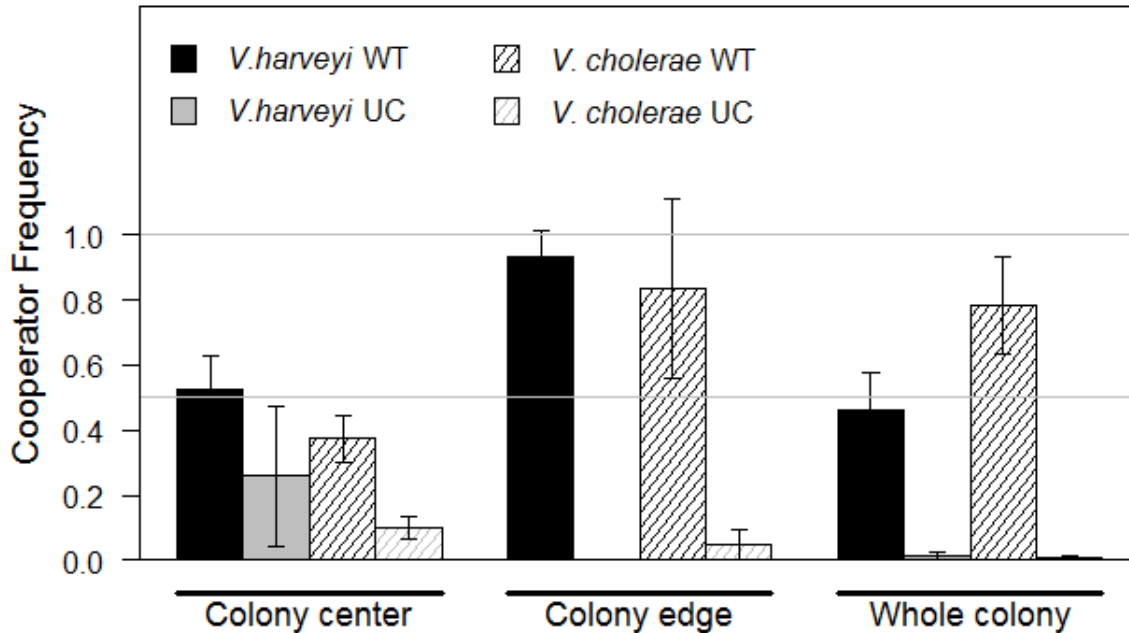 V.harveyi WT
V. cholerae WT
V.harveyi UC
V. cholerae UC
Cooperator Frequency
1.0
0.8
0.6
0.4
0.2
0.0
Colony center
Colony edge
Whole colony